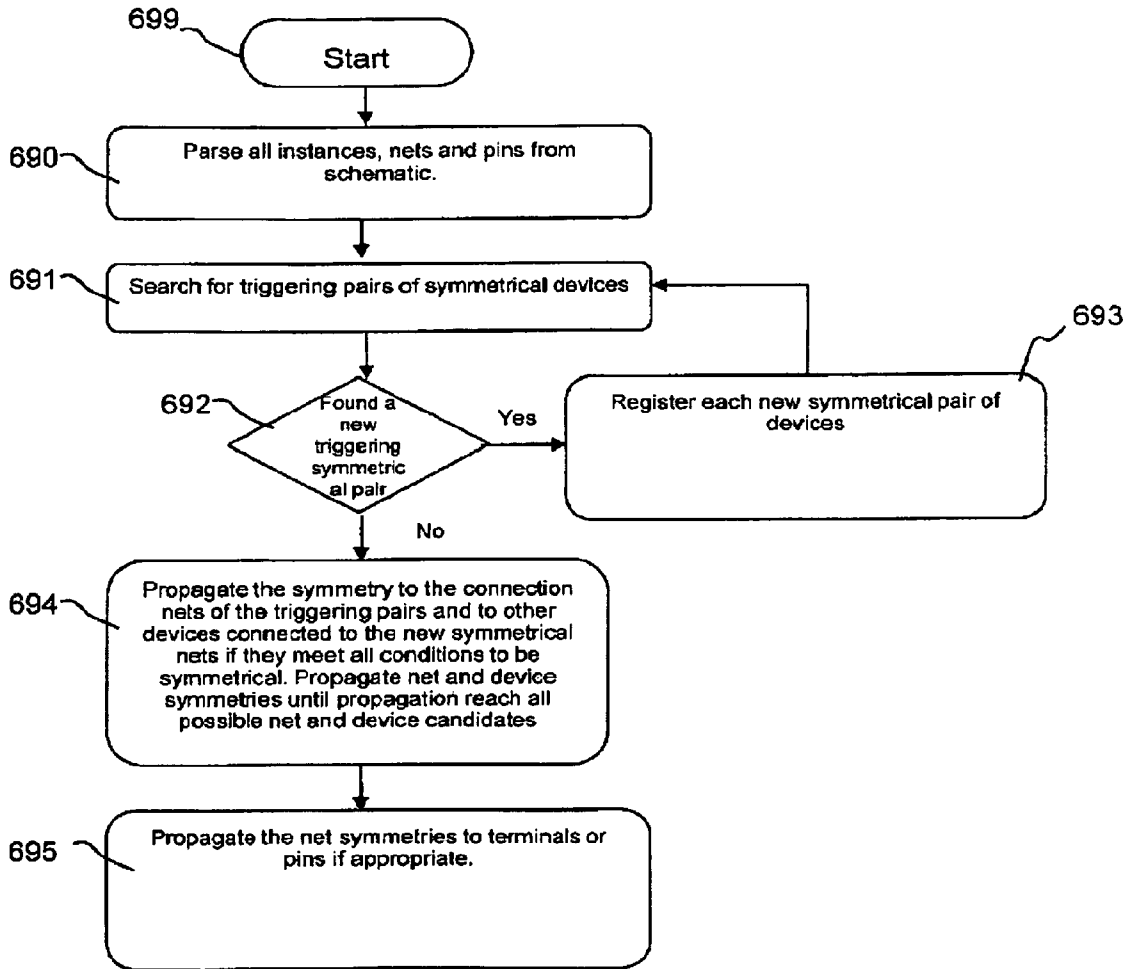 699
Start
690
Parse all instances, nets and pins from
schematic.
691
Search for triggering pairs of symmetrical devices
693
692
Found a
new
triggering
symmetric
al pair
Yes
Register each new symmetrical pair of
devices
No
694
Propagate the symmetry to the connection
nets of the triggering pairs and to other
devices connected to the new symmetrical
nets if they meet all conditions to be
symmetrical. Propagate net and device
symmetries until propagation reach all
possible net and device candidates
695
Propagate the net symmetries to terminals or
pins if appropriate.